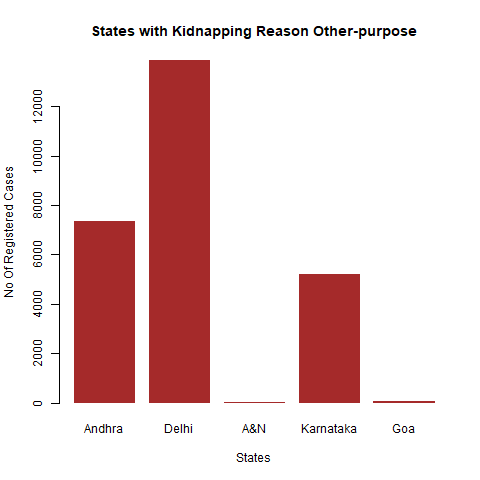 States with Kidnapping Reason Other-purpose
No Of Registered Cases
12000
10000
8000
6000
4000
2000
0
Andhra Delhi A&N Karnataka Goa
States